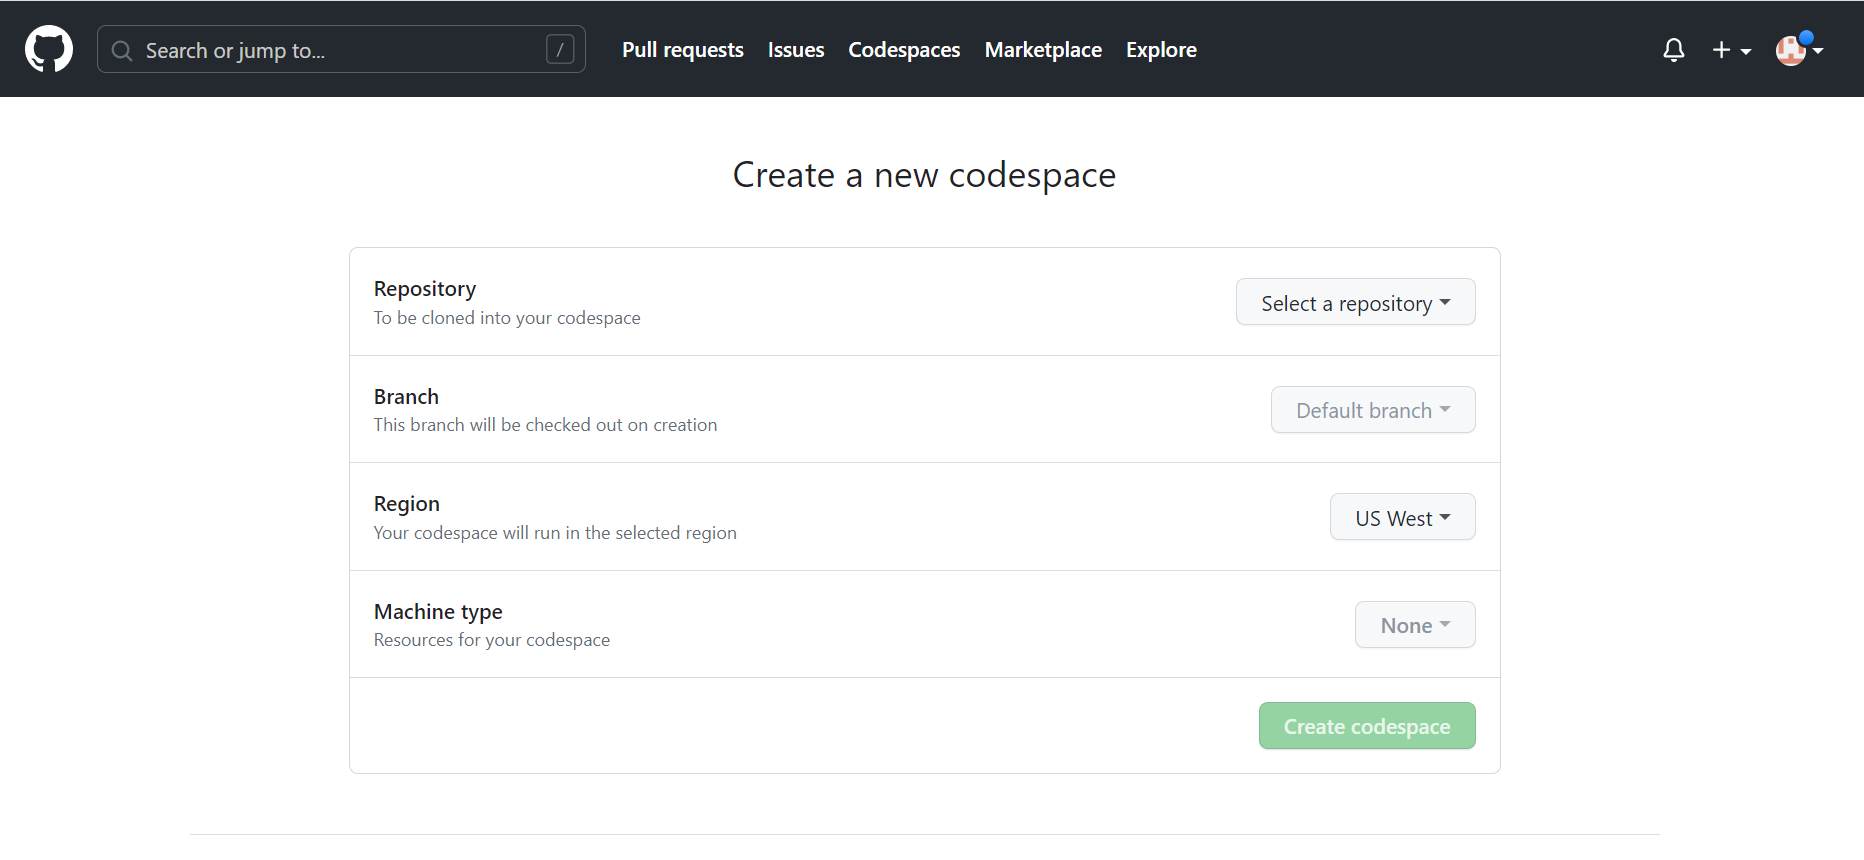 Search or jump to... /
Pull requests Issues Codespaces Marketplace Explore
Create a new codespace
Repository
To be cloned into your codespace
Select a repository
Branch
This branch will be checked out on creation
Default branch
Region
Your codespace will run in the selected region
US West
Machine type
Resources for your codespace
None
Create codespace